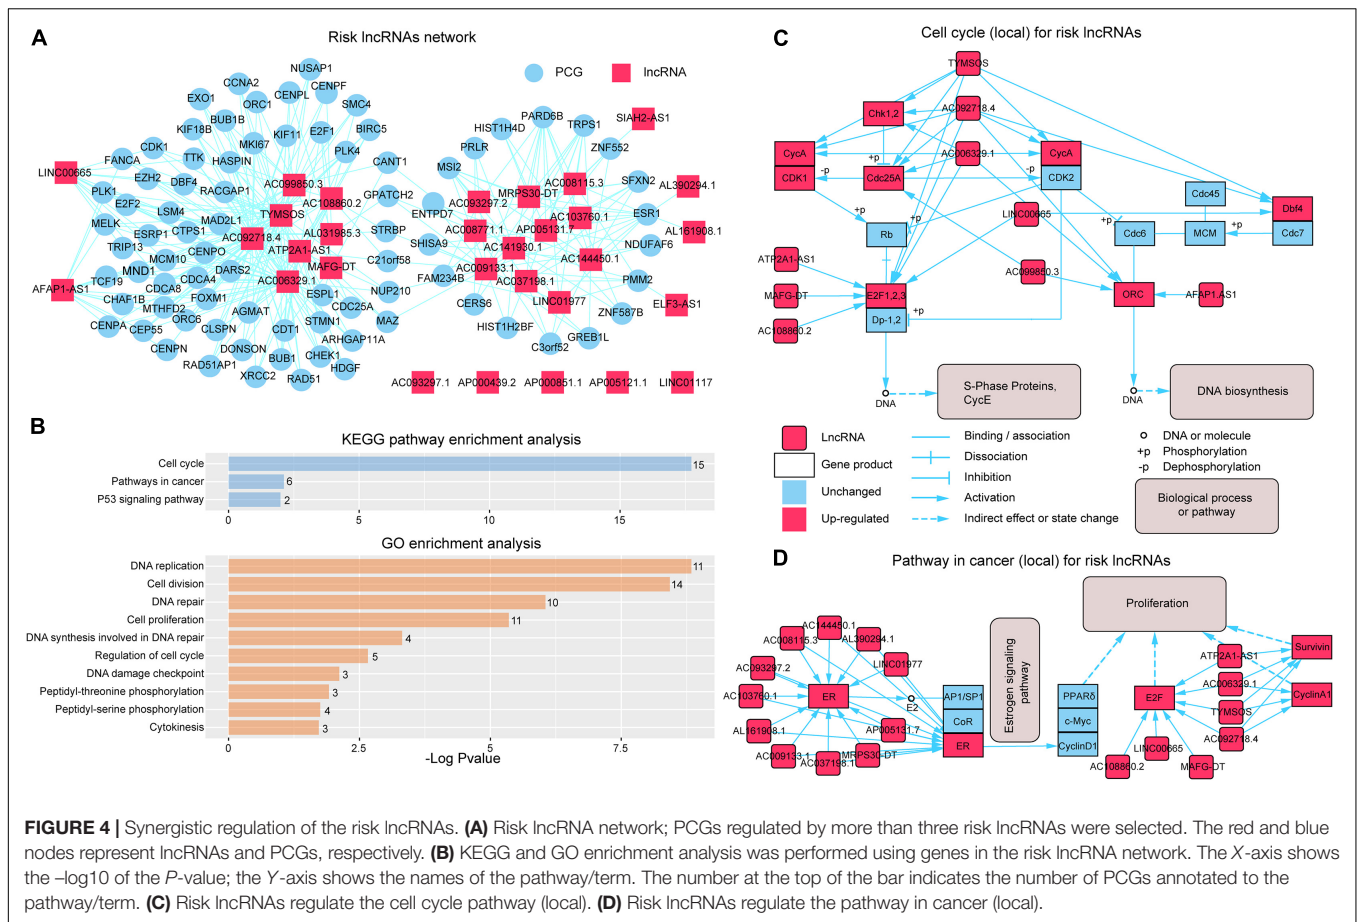 A
Risk lncRNAs network
PCG
lncRNA
NUSAP1
CCNA2
CENPL
CENPF
EXO1
ORC1
SMC4
BUB1B
KIF18B
KIF11
E2F1
BIRC5
MKI67
CDK1
TTK
HASPIN
PLK4
FANCA
CANT1
LINC00665
EZH2
DBF4
RACGAP1
AC099850.3
PLK1
E2F2
LSM4
MAD2L1
TYMSOS
AC108860.2
GPATCH2
MELK
ESRP1
CTPS1
AC092718.4
AL031985.3
STRBP
TRIP13
CENPO
ATP2A1-AS1
MCM10
DARS2
MAFG-DT
C21orf58
TCF19
MND1
CDCA4
AC006329.1
AFAP1-AS1
CDCA8
FOXM1
ESPL1
NUP210
CHAF1B
MTHFD2
AGMAT
CDC25A
CENPA
CEP55
ORC6
CLSPN
CDT1
STMN1
MAZ
CENPN
DONSON
ARHGAP11A
RAD51AP1
BUB1
CHEK1
XRCC2
RAD51
HDGF
SIAH2-AS1
PARD6B
HIST1H4D
TRPS1
PRLR
ZNF552
MSI2
AC008115.3
SFXN2
AL390294.1
AC093297.2
MRPS30-DT
ENTPD7
AC103760.1
ESR1
AC008771.1
AP005131.7
AL161908.1
SHISA9
AC141930.1
NDUFAF6
AC009133.1
AC144450.1
FAM234B
AC037198.1
PMM2
CERS6
LINC01977
ELF3-AS1
ZNF587B
HIST1H2BF
GREB1L
C3orf52
AC093297.1
AP000439.2
AP000851.1
AP005121.1
LINC01117
B
KEGG pathway enrichment analysis
Cell cycle
15
Pathways in cancer
6
P53 signaling pathway
2
0
5
10
15
GO enrichment analysis
DNA replication
11
Cell division
14
DNA repair
10
Cell proliferation
11
DNA synthesis involved in DNA repair
4
Regulation of cell cycle
5
DNA damage checkpoint
3
Peptidyl-threonine phosphorylation
3
Peptidyl-serine phosphorylation
4
Cytokinesis
3
0
2.5
5
7.5
-Log Pvalue
C
Cell cycle (local) for risk lncRNAs
TYMSOS
Chk1,2
AC092718.4
CycA
+p
AC006329.1
CycA
CDK1
-p
Cdc25A
-p
CDK2
Cdc45
LINC00665
Dbf4
+p
Rb
+p
Cdc6
MCM
+p
Cdc7
ATP2A1-AS1
AC099850.3
MAFG-DT
E2F1,2,3
ORC
AFAP1.AS1
AC108860.2
Dp-1,2
+p
DNA
S-Phase Proteins,
CycE
DNA
DNA biosynthesis
LncRNA
Gene product
Unchanged
Up-regulated
Binding / association
Dissociation
Inhibition
Activation
Indirect effect or state change
DNA or molecule
+p
Phosphorylation
-p
Dephosphorylation
Biological process
or pathway
D
Pathway in cancer (local) for risk lncRNAs
AC144450.1
AC008115.3
AL390294.1
AC093297.2
LINC01977
AC103760.1
ER
E2
AP1/SP1
CoR
AL161908.1
AP005131.7
ER
AC009133.1
AC037198.1
MRPS30-DT
Estrogen signaling
pathway
Proliferation
PPARδ
c-Myc
CyclinD1
E2F
ATP2A1-AS1
Survivin
AC006329.1
CyclinA1
TYMSOS
AC092718.4
LINC00665
AC108860.2
MAFG-DT
FIGURE 4 | Synergistic regulation of the risk lncRNAs. (A) Risk lncRNA network; PCGs regulated by more than three risk lncRNAs were selected. The red and blue
nodes represent lncRNAs and PCGs, respectively. (B) KEGG and GO enrichment analysis was performed using genes in the risk lncRNA network. The X-axis shows
the –log10 of the P-value; the Y-axis shows the names of the pathway/term. The number at the top of the bar indicates the number of PCGs annotated to the
pathway/term. (C) Risk lncRNAs regulate the cell cycle pathway (local). (D) Risk lncRNAs regulate the pathway in cancer (local).